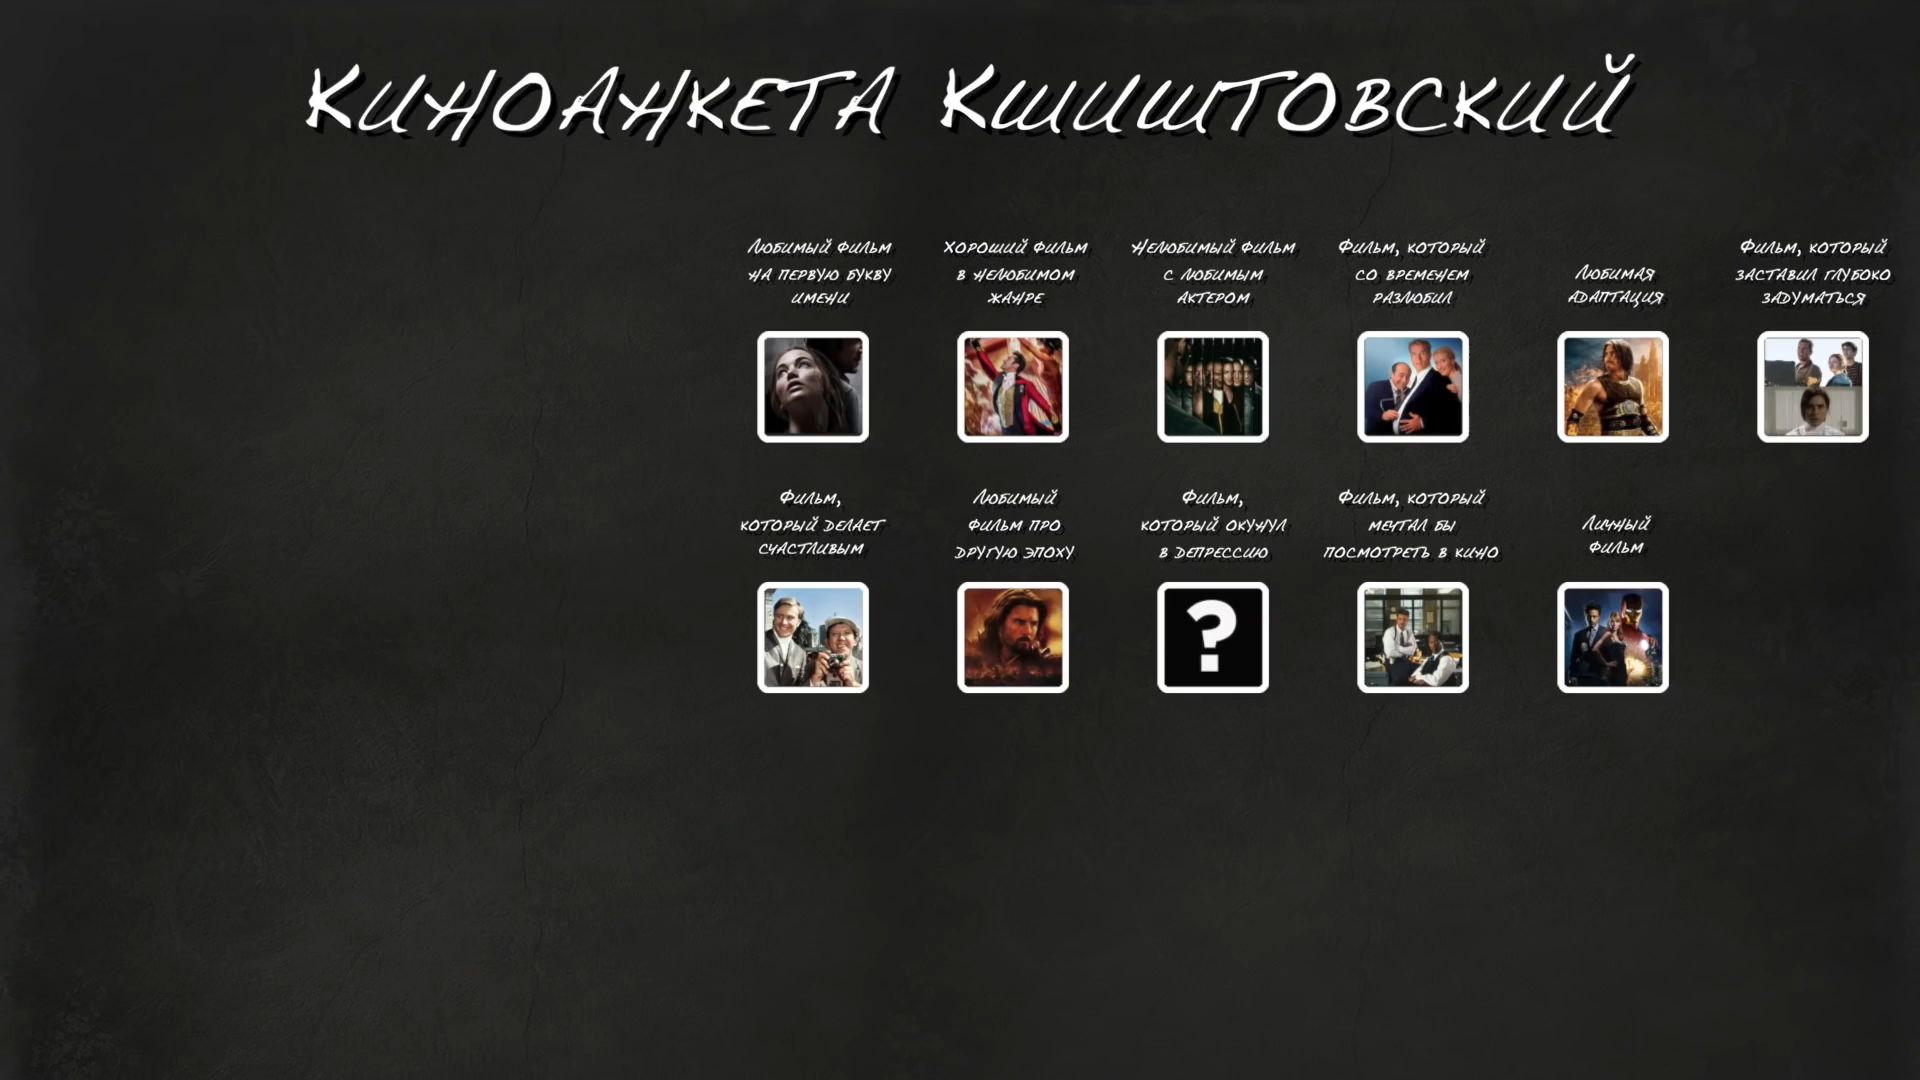 Киноанкета Кшиштовский
Любимый фильм
на первую букву
имени
Хороший фильм
в нелюбимом
жанре
Нелюбимый фильм
с любимым
актером
Фильм, который
со временем
разлюбил
Любимая
адаптация
Фильм, который
заставил глубоко
задуматься
Фильм,
который делает
счастливым
Любимый
фильм про
другую эпоху
Фильм,
который окунул
в депрессию
?
Фильм, который
мечтал бы
посмотреть в кино
Личный
фильм